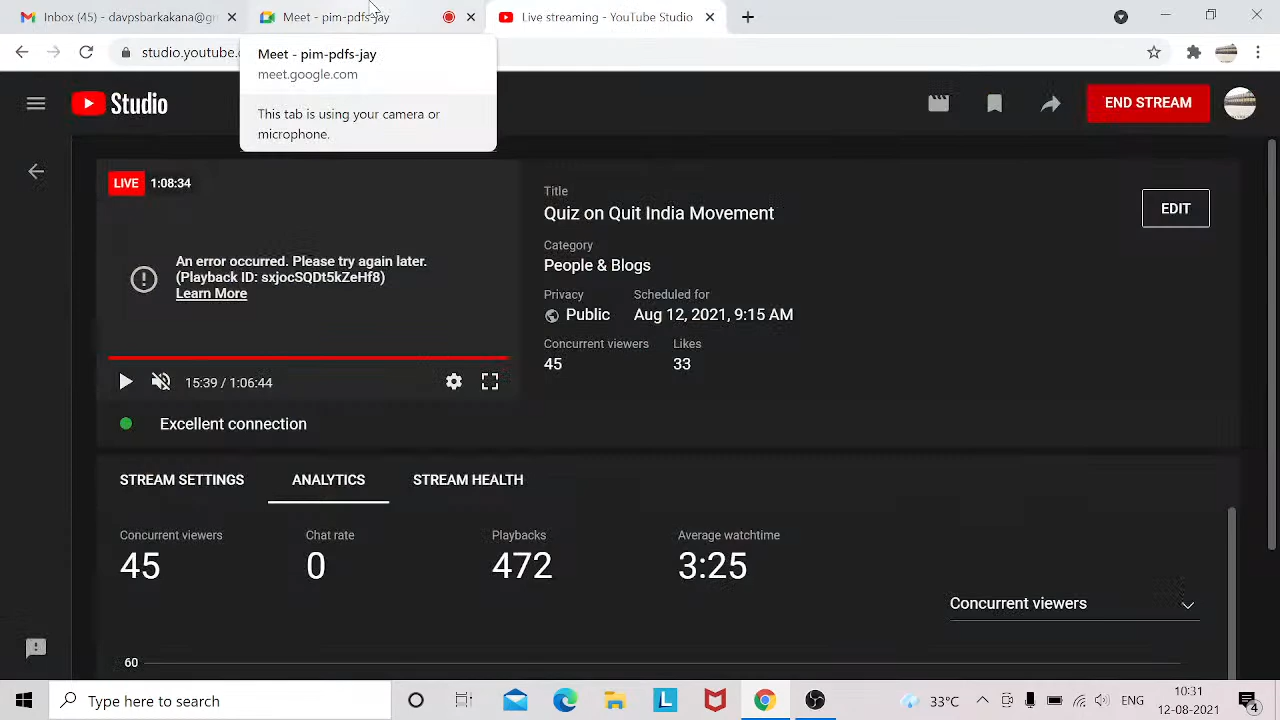 Inbox (44) - davpsbarkakana@g
Meet - pim-pdfs-jay
Live streaming - YouTube Studio
studio.youtube.c
Meet - pim-pdfs-jay
meet.google.com
This tab is using your camera or
microphone.
Studio
END STREAM
LIVE 1:08:34
An error occurred. Please try again later.
(Playback ID: sxjocSQDt5kZeHf8)
Learn More
15:39 / 1:06:44
Excellent connection
Title
Quiz on Quit India Movement
EDIT
Category
People & Blogs
Privacy Scheduled for
Public Aug 12, 2021, 9:15 AM
Concurrent viewers Likes
45 33
STREAM SETTINGS ANALYTICS STREAM HEALTH
Concurrent viewers Chat rate Playbacks Average watchtime
45 0 472 3:25
Concurrent viewers
60
Type here to search
33°C
ENG
10:31
12-08-2021
4